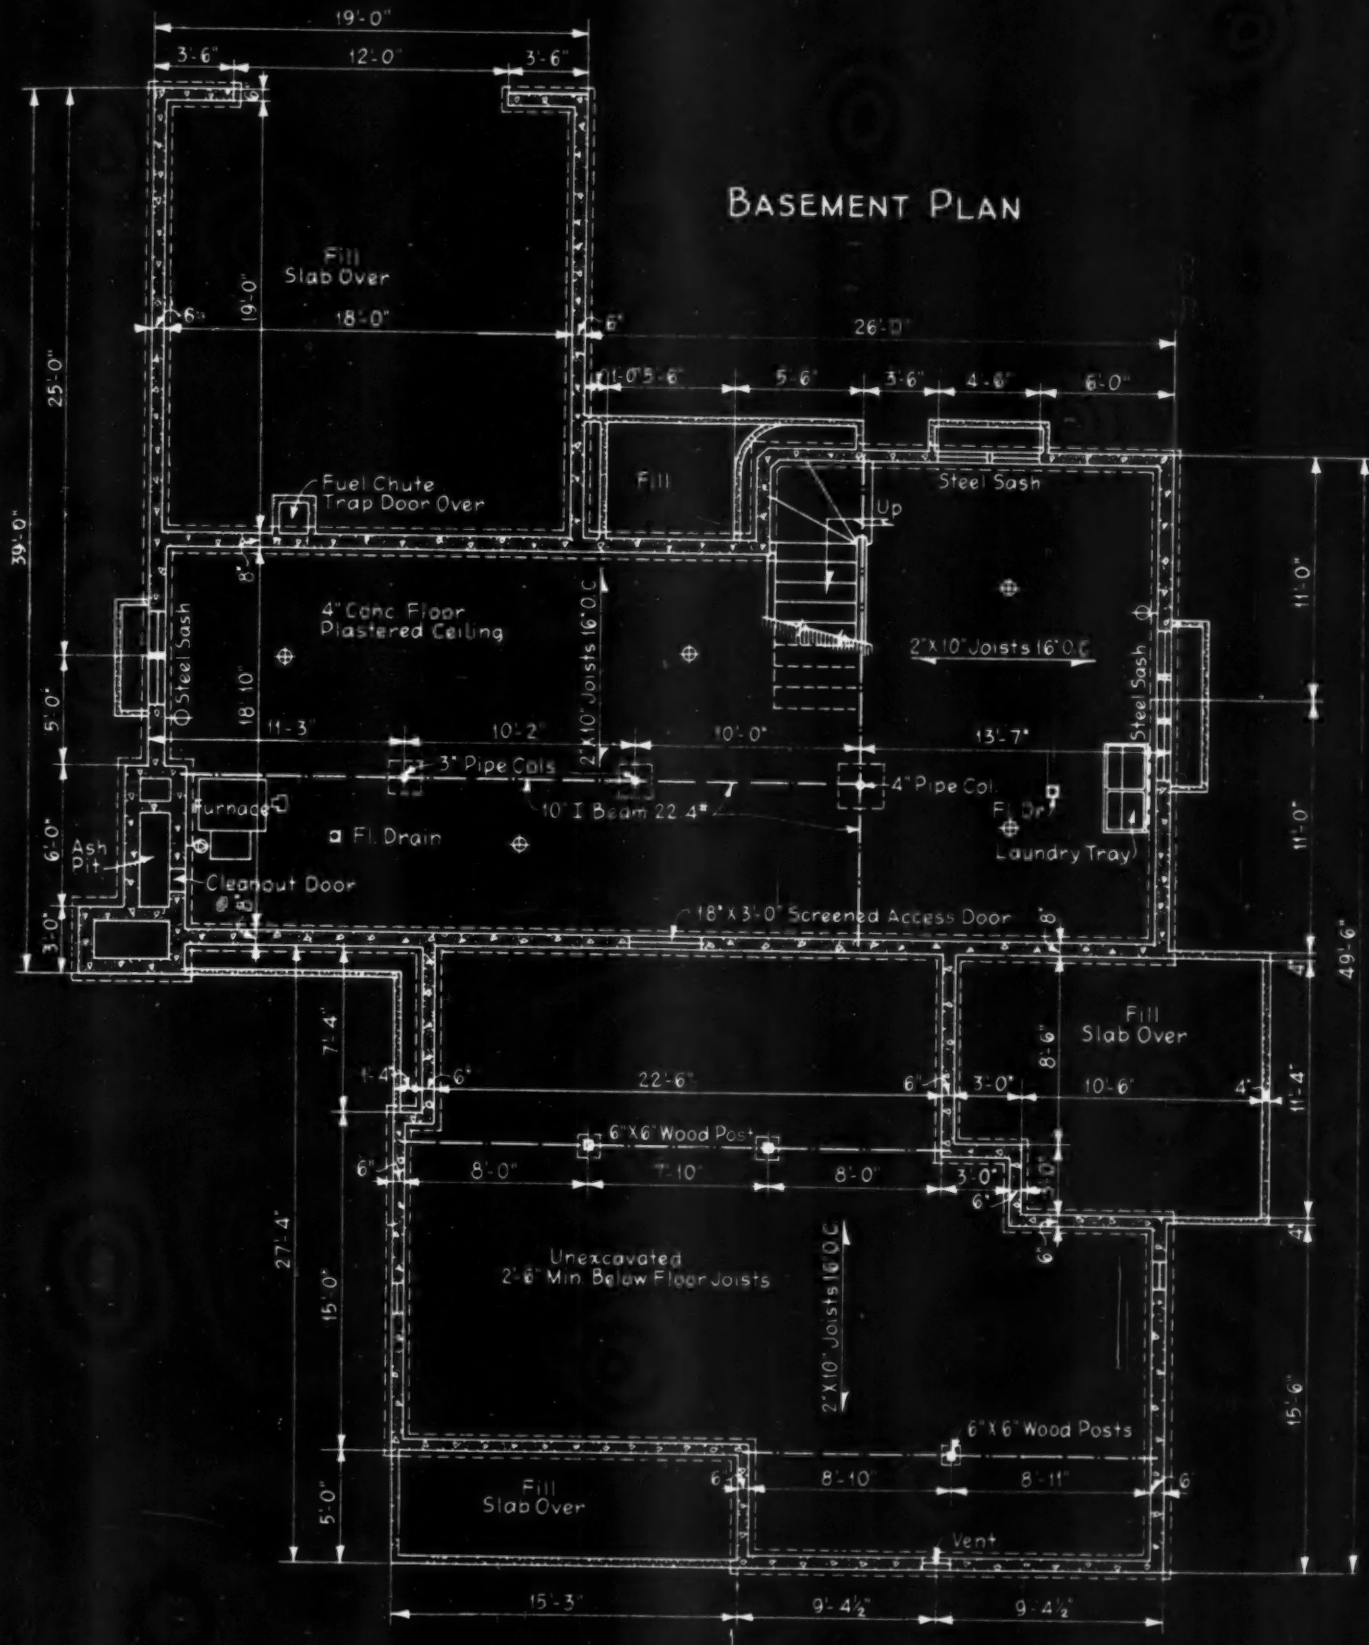 19'-0"
3'-6" 12'-0" 3'-6"
6"
BASEMENT PLAN
Fill
Slab Over
19'-0"
6"
18'-0"
6"
26'-0"
25'-0"
39'-0"
1'-0" 5'-6" 5'-6" 3'-6" 4'-6" 6'-0"
Fuel Chute
Trap Door Over
Fill
Steel Sash
Up
8"
4" Conc. Floor
Plastered Ceiling
2"X10" Joists 16" O.C.
2"X10" Joists 16" O.C.
11'-0"
Steel Sash
Steel Sash
18'-10"
5'-0"
11'-3" 10'-2" 10'-0" 13'-7"
3" Pipe Cols
4" Pipe Col.
10" I Beam 22.4#
Furnace
Fl. Drain
Fl. Dr.
Laundry Tray
11'-0"
49'-6"
6'-0"
Ash
Pit
Cleanout Door
3'-0"
18" X 3'-0" Screened Access Door
8"
4"
Fill
Slab Over
7'-4"
8'-6"
1'-4" 6" 22'-6" 6" 3'-0" 10'-6" 4"
11'-4"
6"X6" Wood Post
6" 8'-0" 7'-10" 8'-0" 3'-0"
6"
3'-0"
6"
4"
27'-4"
15'-0"
Unexcavated
2'-6" Min. Below Floor Joists
2"X10" Joists 16" O.C.
15'-6"
6"X6" Wood Posts
6" 8'-10" 8'-11" 6"
Fill
Slab Over
5'-0"
Vent
15'-3" 9'-4½" 9'-4½"